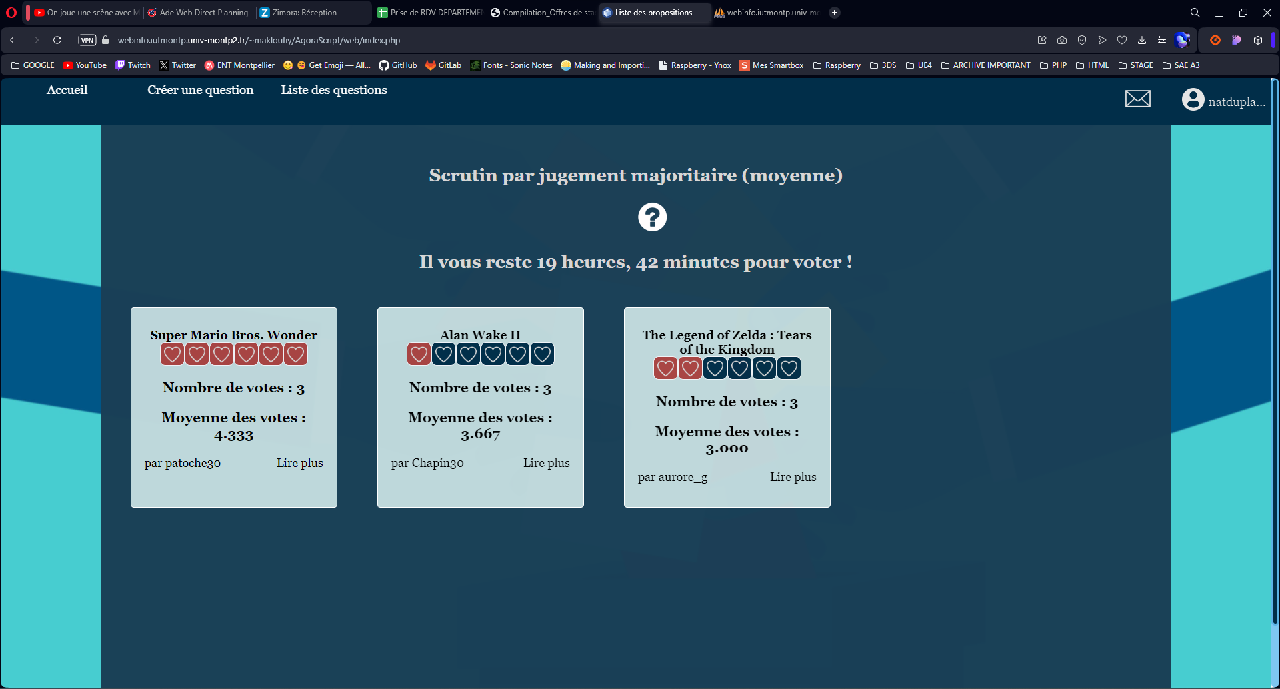 On joue une scène avec M
Ade Web Direct Planning
Zimbra: Réception
Prise de RDV DEPARTEMEN
Compilation_Offres de sta
Liste des propositions
webinfo.iutmontp.univ-mo
VPN
webinfo.iutmontp.univ-montp2.fr/~makloufiy/AgoraScript/web/index.php
GOOGLE
YouTube
Twitch
Twitter
ENT Montpellier
Get Emoji — All...
GitHub
GitLab
Fonts - Sonic Notes
Making and Importi...
Raspberry - Ynox
Mes Smartbox
Raspberry
3DS
UE4
ARCHIVE IMPORTANT
PHP
HTML
STAGE
SAE A3
Accueil
Créer une question
Liste des questions
natdupla...
Scrutin par jugement majoritaire (moyenne)
?
Il vous reste 19 heures, 42 minutes pour voter !
Super Mario Bros. Wonder
Nombre de votes : 3
Moyenne des votes :
4.333
par patoche30
Lire plus
Alan Wake II
Nombre de votes : 3
Moyenne des votes :
3.667
par Chapin30
Lire plus
The Legend of Zelda : Tears
of the Kingdom
Nombre de votes : 3
Moyenne des votes :
3.000
par aurore_g
Lire plus